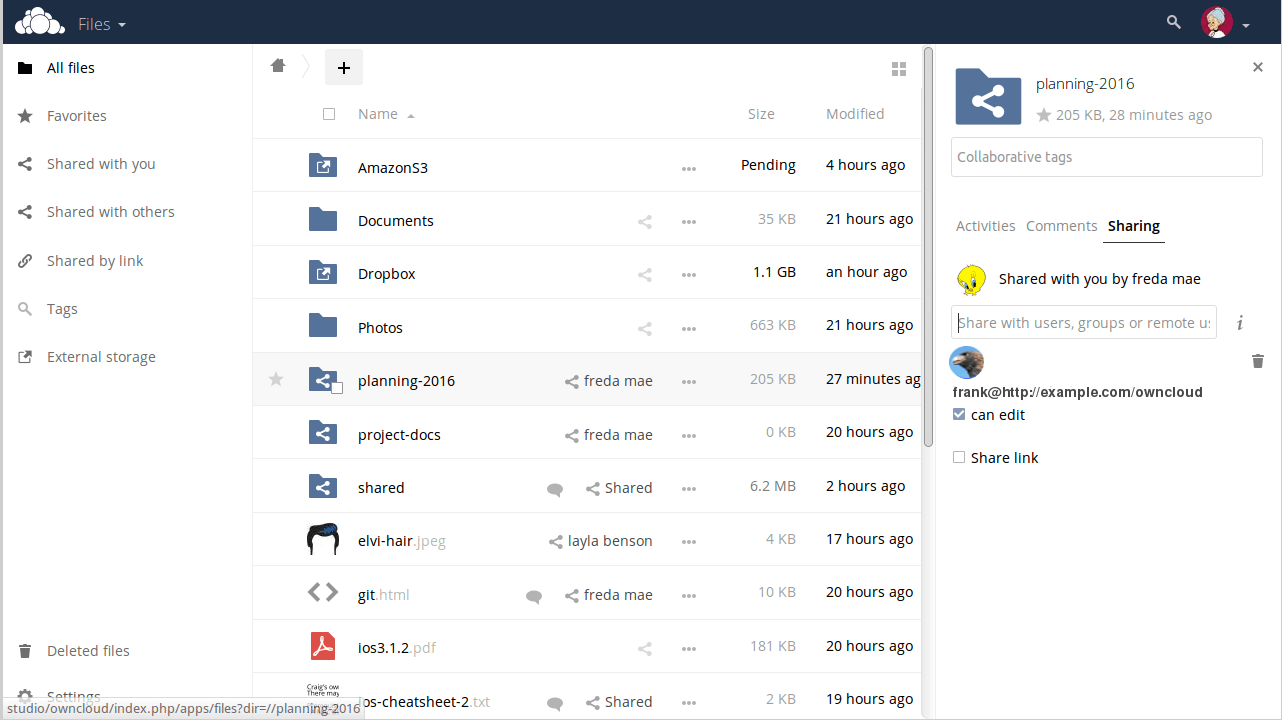 Files
All files
Favorites
Shared with you
Shared with others
Shared by link
Tags
External storage
Deleted files
Settings
studio/owncloud/index.php/apps/files?dir=//planning-2016
+
Name Size Modified
AmazonS3 ... Pending 4 hours ago
Documents ... 35 KB 21 hours ago
Dropbox ... 1.1 GB an hour ago
Photos ... 663 KB 21 hours ago
planning-2016 freda mae ... 205 KB 27 minutes ag
project-docs freda mae ... 0 KB 20 hours ago
shared Shared ... 6.2 MB 2 hours ago
elvi-hair.jpeg layla benson ... 4 KB 17 hours ago
git.html freda mae ... 10 KB 20 hours ago
ios3.1.2.pdf ... 181 KB 20 hours ago
Craig's ow
There may
os-cheatsheet-2.txt Shared ... 2 KB 19 hours ago
planning-2016
205 KB, 28 minutes ago
Collaborative tags
Activities Comments Sharing
Shared with you by freda mae
Share with users, groups or remote us
i
frank@http://example.com/owncloud
can edit
Share link